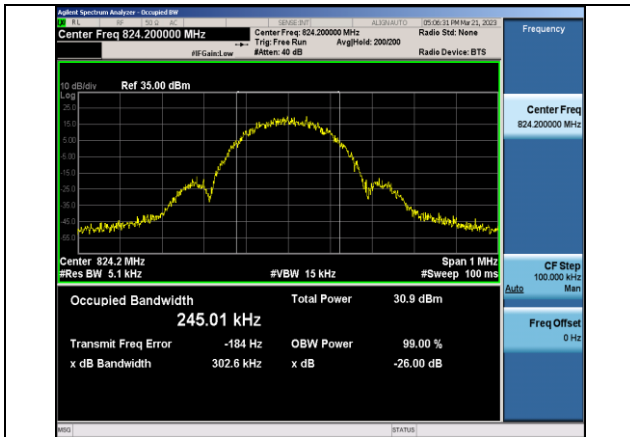 Agilent Spectrum Analyzer - Occupied BW
RL RF 50 Ω AC SENSE:INT ALIGN AUTO 05:06:31 PM Mar 21, 2023
Center Freq 824.200000 MHz Center Freq: 824.200000 MHz Radio Std: None Frequency
Trig: Free Run Avg|Held: 200/200
#IFGain:Low #Atten: 40 dB Radio Device: BTS
10 dB/div Ref 35.00 dBm
Log
25.0
15.0
5.00
-5.00
-15.0
-25.0
-35.0
-45.0
-55.0
Center Freq
824.200000 MHz
Center 824.2 MHz Span 1 MHz
#Res BW 5.1 kHz #VBW 15 kHz #Sweep 100 ms
CF Step
100.000 kHz
Auto Man
Occupied Bandwidth Total Power 30.9 dBm
245.01 kHz
Transmit Freq Error -184 Hz OBW Power 99.00 %
x dB Bandwidth 302.6 kHz x dB -26.00 dB
Freq Offset
0 Hz
MSG STATUS